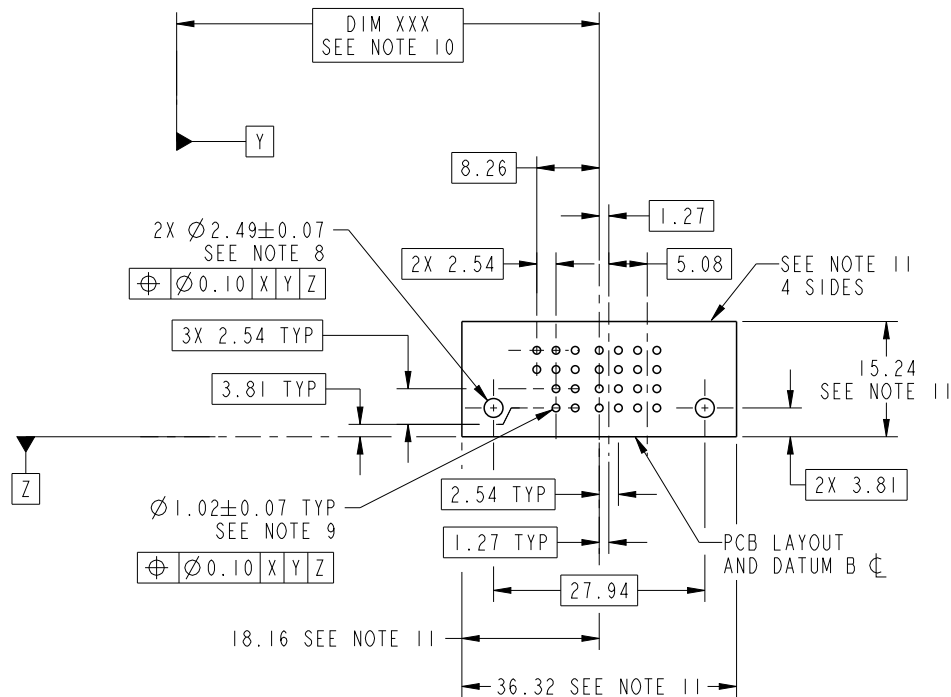 DIM XXX
SEE NOTE 10
Y
8.26
1.27
2X Ø2.49±0.07
SEE NOTE 8
⌖ Ø0.10 X Y Z
2X 2.54
5.08
SEE NOTE 11
4 SIDES
3X 2.54 TYP
3.81 TYP
15.24
SEE NOTE 11
Z
2X 3.81
Ø1.02±0.07 TYP
SEE NOTE 9
⌖ Ø0.10 X Y Z
2.54 TYP
1.27 TYP
PCB LAYOUT
AND DATUM B ℄
27.94
18.16 SEE NOTE 11
36.32 SEE NOTE 11